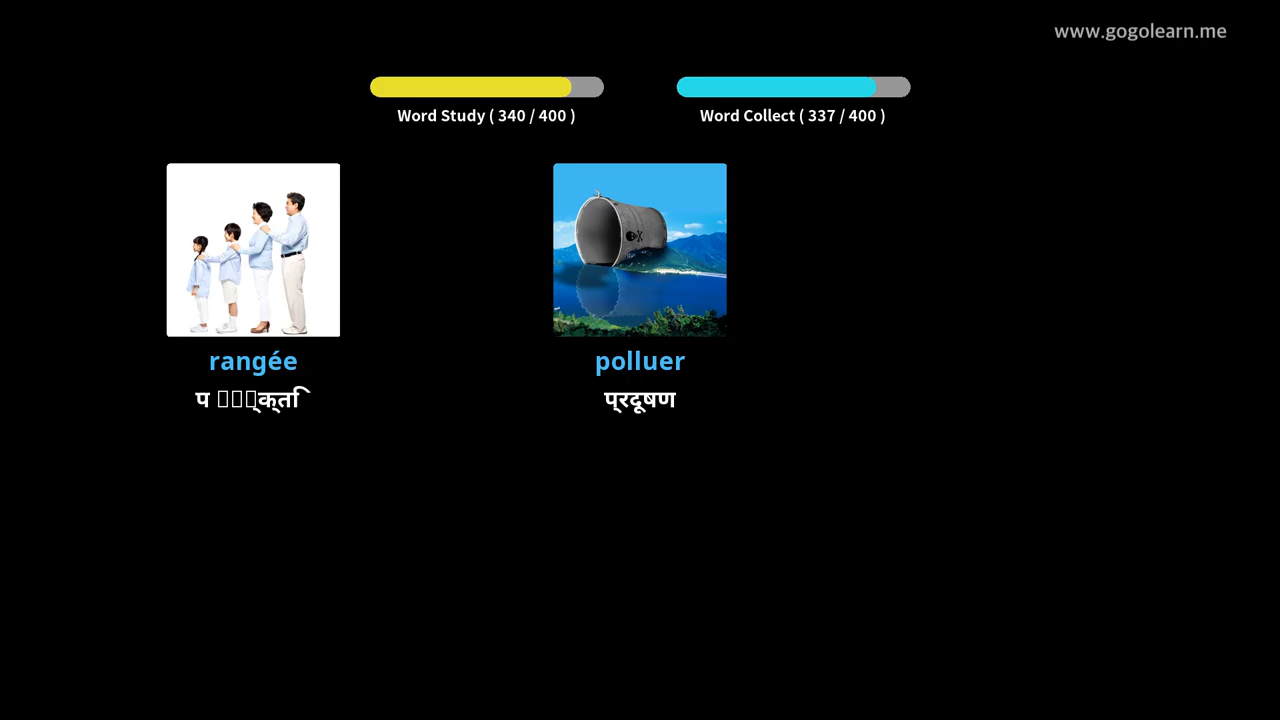 www.gogolearn.me
Word Study ( 340 / 400 )
Word Collect ( 337 / 400 )
rangée
polluer
प्रदूषण